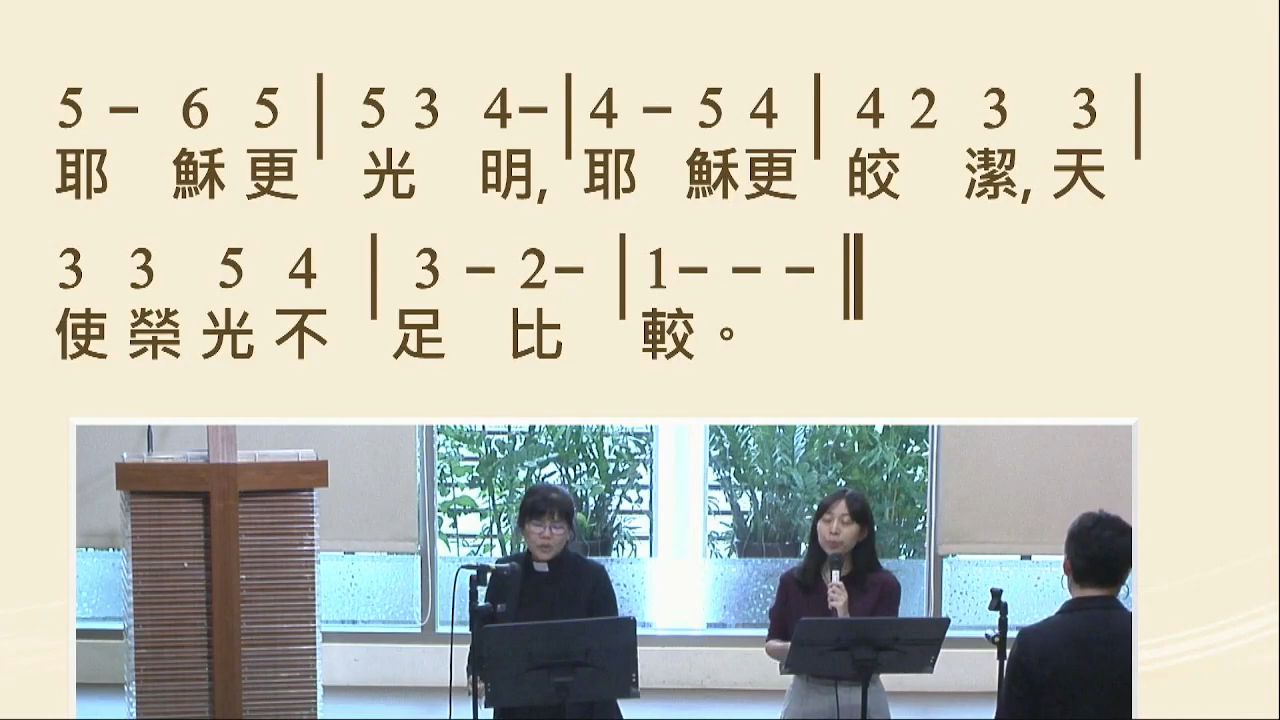 5 – 6 5 | 5 3 4 – | 4 – 5 4 | 4 2 3 3 |
耶 穌 更 光 明, 耶 穌 更 皎 潔, 天
3 3 5 4 | 3 – 2 – | 1 – – – ‖
使 榮 光 不 足 比 較 。